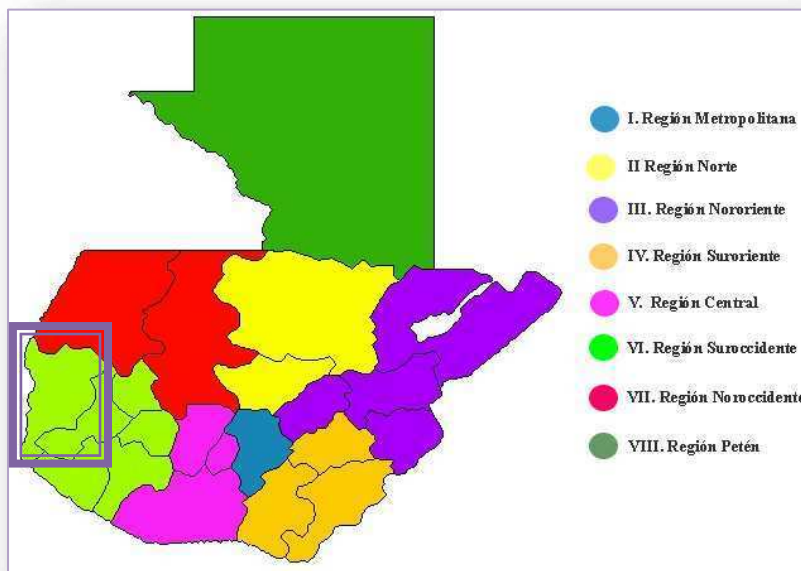 I. Región Metropolitana
II Región Norte
III. Región Nororiente
IV. Región Suroriente
V. Región Central
VI. Región Suroccidente
VII. Región Noroccidente
VIII. Región Petén